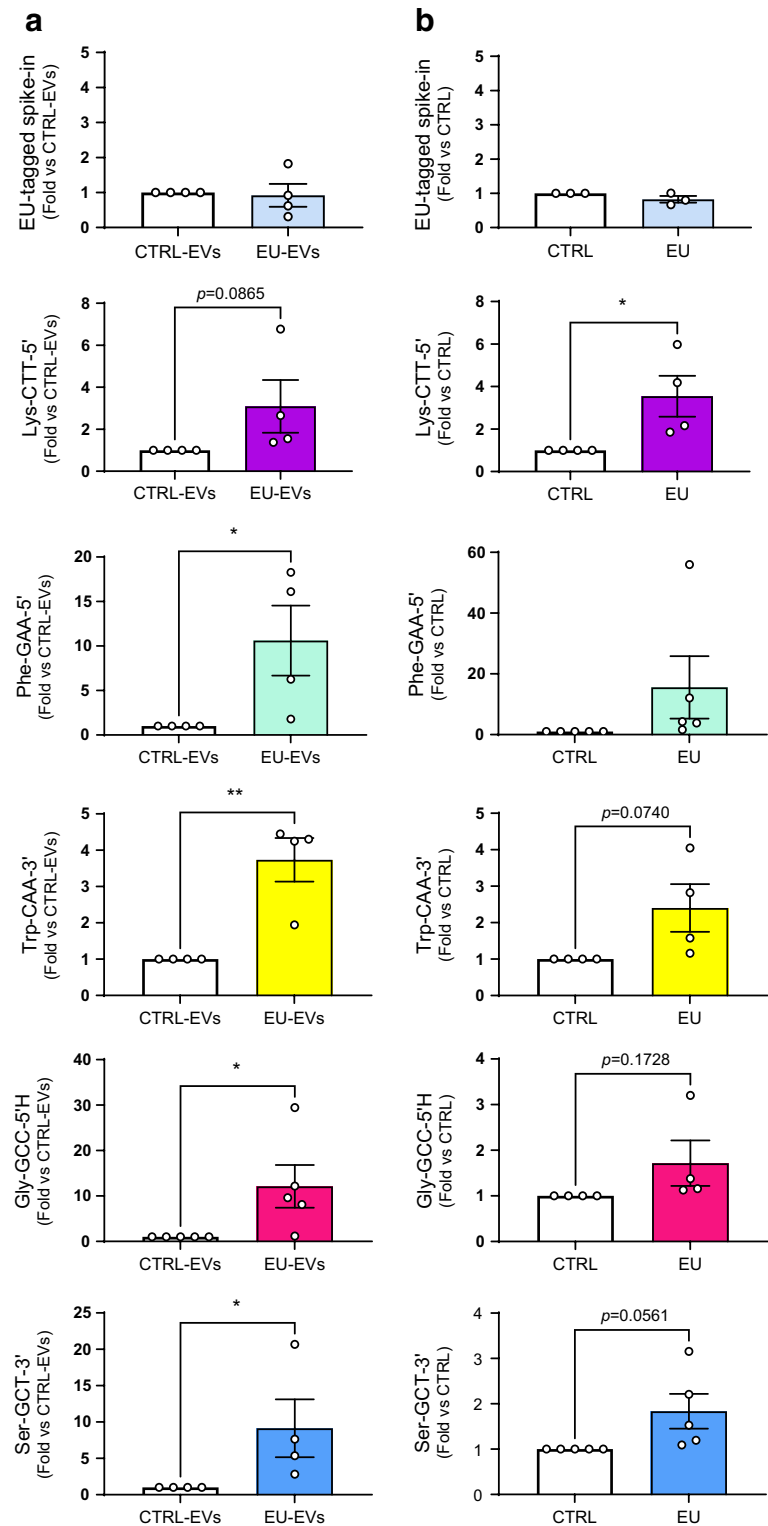 a
EU-tagged spike-in
(Fold vs CTRL-EVs)
5
4
3
2
1
0
CTRL-EVs
EU-EVs
Lys-CTT-5'
(Fold vs CTRL-EVs)
8
6
4
2
0
p=0.0865
CTRL-EVs
EU-EVs
Phe-GAA-5'
(Fold vs CTRL-EVs)
20
15
10
5
0
*
CTRL-EVs
EU-EVs
Trp-CAA-3'
(Fold vs CTRL-EVs)
5
4
3
2
1
0
**
CTRL-EVs
EU-EVs
Gly-GCC-5'H
(Fold vs CTRL-EVs)
40
30
20
10
0
*
CTRL-EVs
EU-EVs
Ser-GCT-3'
(Fold vs CTRL-EVs)
25
20
15
10
5
0
*
CTRL-EVs
EU-EVs
b
EU-tagged spike-in
(Fold vs CTRL)
5
4
3
2
1
0
CTRL
EU
Lys-CTT-5'
(Fold vs CTRL)
8
6
4
2
0
*
CTRL
EU
Phe-GAA-5'
(Fold vs CTRL)
60
40
20
0
CTRL
EU
Trp-CAA-3'
(Fold vs CTRL)
5
4
3
2
1
0
p=0.0740
CTRL
EU
Gly-GCC-5'H
(Fold vs CTRL)
4
3
2
1
0
p=0.1728
CTRL
EU
Ser-GCT-3'
(Fold vs CTRL)
4
3
2
1
0
p=0.0561
CTRL
EU